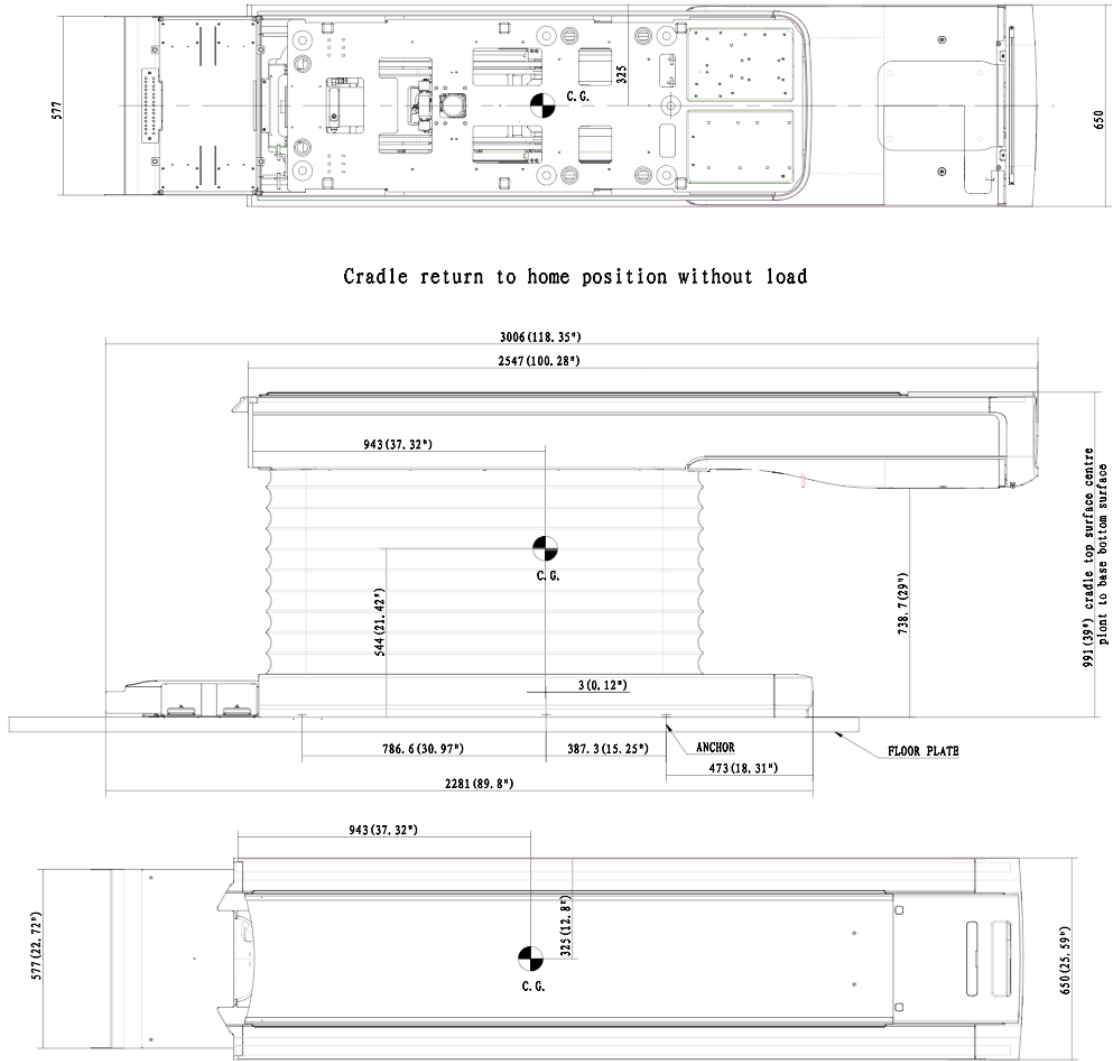 577
325
C. G.
650
Cradle return to home position without load
3006(118. 35")
2547(100. 28")
943(37. 32")
C. G.
544(21. 42")
738. 7(29")
991(39") cradle top surface centre
piont to base bottom surface
3(0. 12")
786. 6(30. 97")
387. 3(15. 25")
ANCHOR
FLOOR PLATE
473(18. 31")
2281(89. 8")
943(37. 32")
577(22. 72")
325(12. 8")
C. G.
650(25. 59")